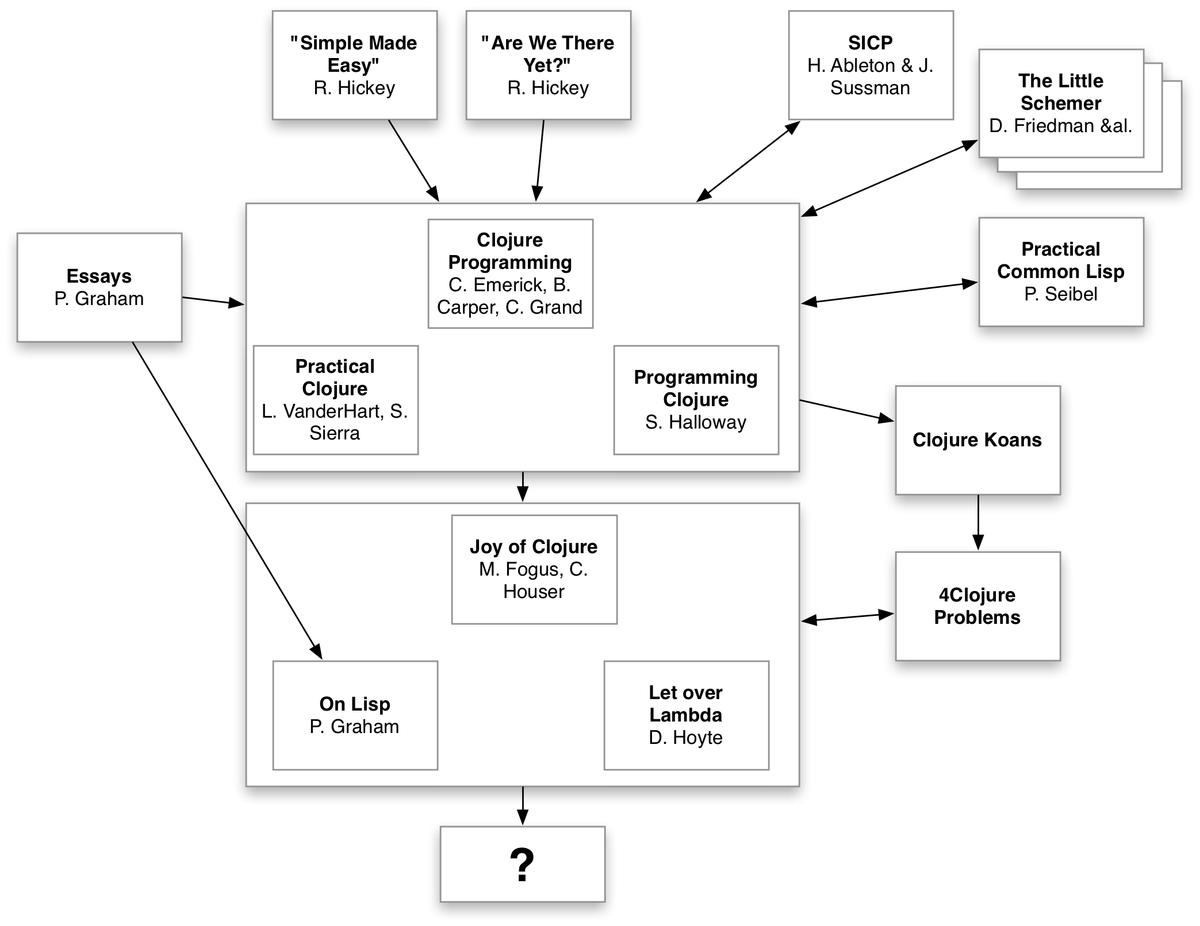 "Simple Made
Easy"
R. Hickey
"Are We There
Yet?"
R. Hickey
SICP
H. Ableton & J.
Sussman
The Little
Schemer
D. Friedman &al.
Essays
P. Graham
Clojure
Programming
C. Emerick, B.
Carper, C. Grand
Practical
Common Lisp
P. Seibel
Practical
Clojure
L. VanderHart, S.
Sierra
Programming
Clojure
S. Halloway
Clojure Koans
Joy of Clojure
M. Fogus, C.
Houser
4Clojure
Problems
On Lisp
P. Graham
Let over
Lambda
D. Hoyte
?